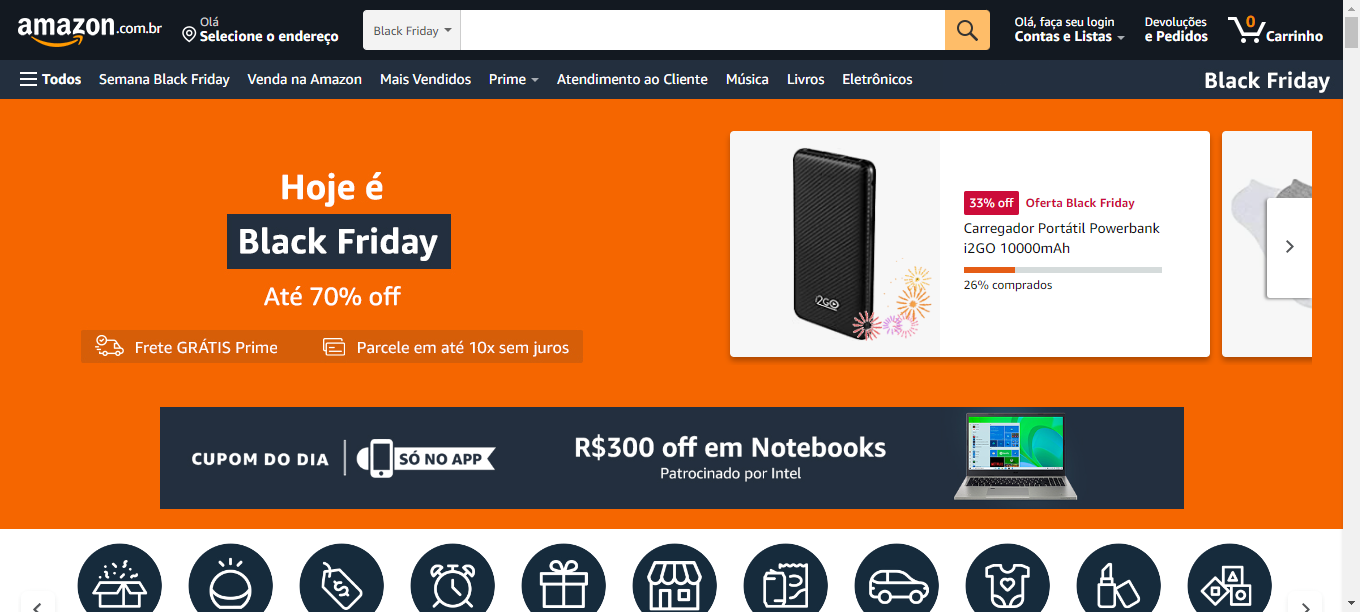 amazon.com.br
Olá
Selecione o endereço
Black Friday
Olá, faça seu login
Contas e Listas
Devoluções
e Pedidos
0
Carrinho
Todos
Semana Black Friday
Venda na Amazon
Mais Vendidos
Prime
Atendimento ao Cliente
Música
Livros
Eletrônicos
Black Friday
Hoje é
Black Friday
Até 70% off
Frete GRÁTIS Prime
Parcele em até 10x sem juros
i2GO
33% off Oferta Black Friday
Carregador Portátil Powerbank
i2GO 10000mAh
26% comprados
CUPOM DO DIA
SÓ NO APP
R$300 off em Notebooks
Patrocinado por Intel